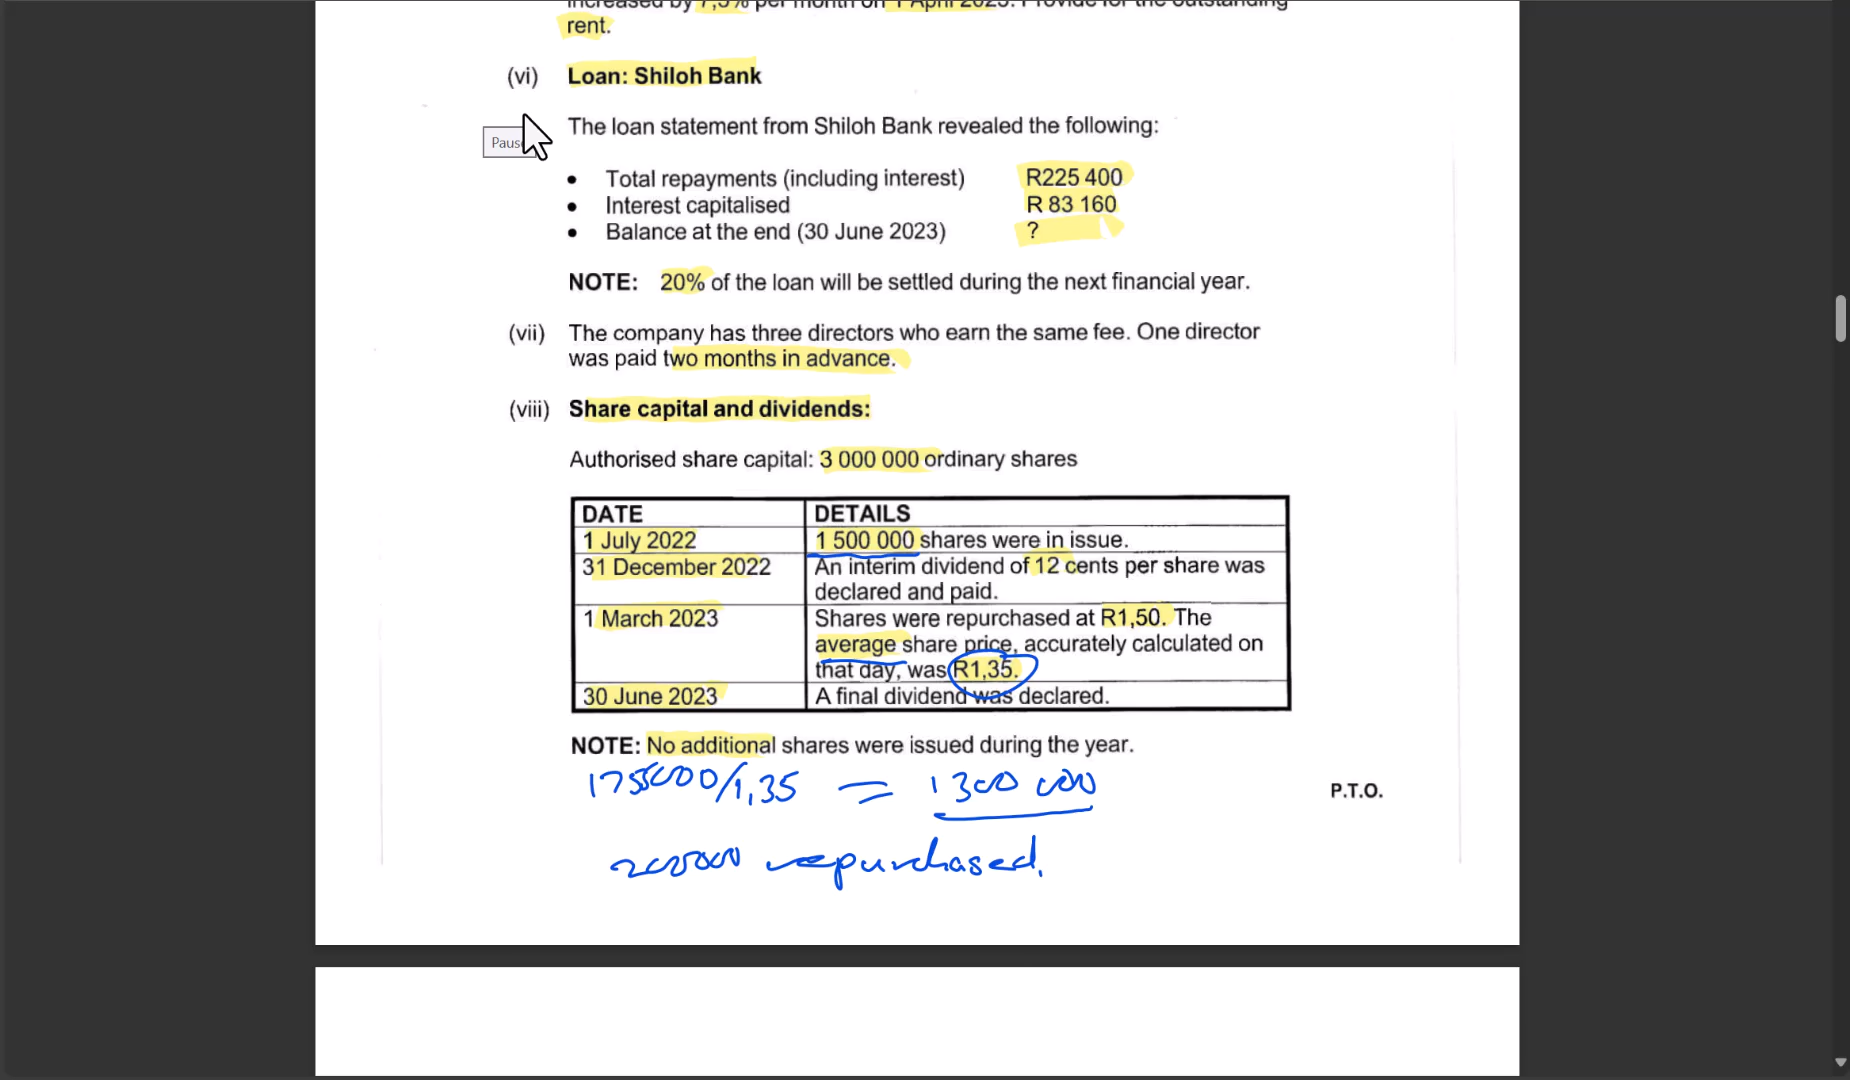 rent.
(vi) Loan: Shiloh Bank
The loan statement from Shiloh Bank revealed the following:
Paus
• Total repayments (including interest) R225 400
• Interest capitalised R 83 160
• Balance at the end (30 June 2023) ?
NOTE: 20% of the loan will be settled during the next financial year.
(vii) The company has three directors who earn the same fee. One director
was paid two months in advance.
(viii) Share capital and dividends:
Authorised share capital: 3 000 000 ordinary shares
DATE DETAILS
1 July 2022 1 500 000 shares were in issue.
31 December 2022 An interim dividend of 12 cents per share was
declared and paid.
1 March 2023 Shares were repurchased at R1,50. The
average share price, accurately calculated on
that day, was R1,35.
30 June 2023 A final dividend was declared.
NOTE: No additional shares were issued during the year.
/1,35 = 1300 000
P.T.O.
200000 repurchased.